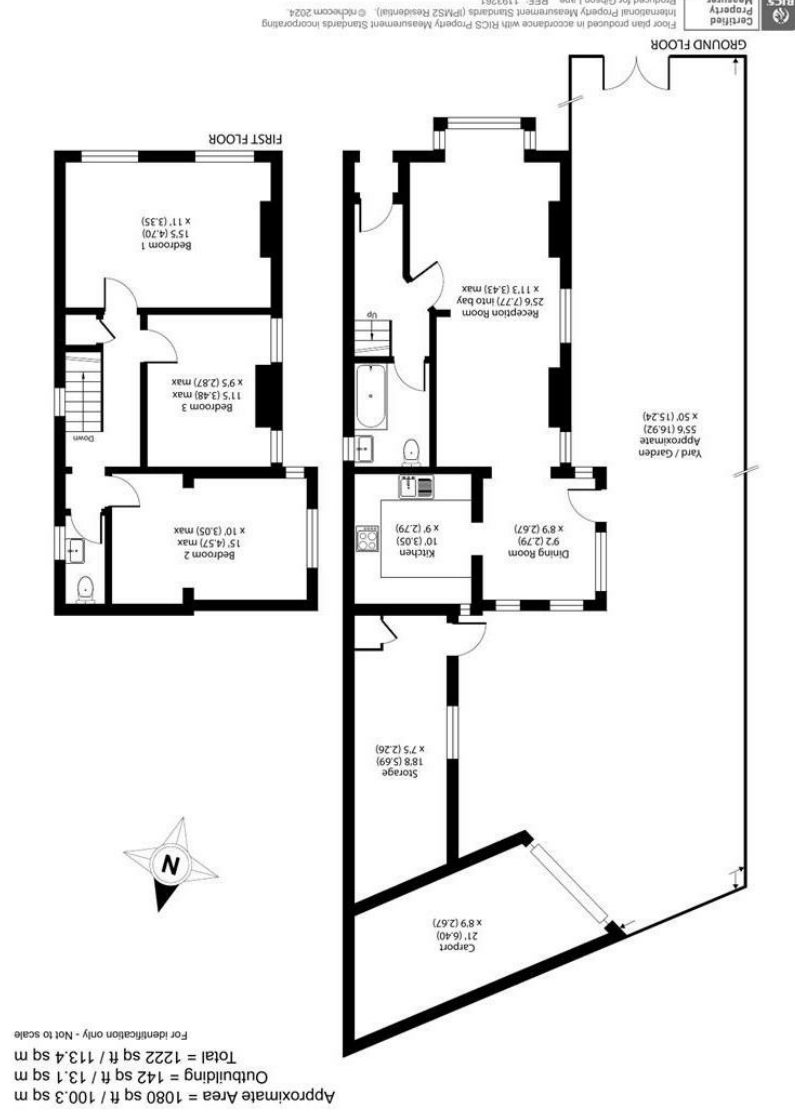 Approximate Area = 1080 sq ft / 100.3 sq m
Outbuilding = 142 sq ft / 13.1 sq m
Total = 1222 sq ft / 113.4 sq m
For identification only - Not to scale
Carport
21' (6.40)
x 8'9 (2.67)
N
Storage
18'8 (5.69)
x 7'5 (2.26)
Dining Room
9'2 (2.79)
x 8'9 (2.67)
Kitchen
10' (3.05)
x 9' (2.79)
Yard / Garden
Approximate
55'6 (16.92)
x 50' (15.24)
Up
Reception Room
25'6 (7.77) into bay
x 11'3 (3.43) max
GROUND FLOOR
Bedroom 2
15' (4.57) max
x 10' (3.05) max
Down
Bedroom 3
11'5 (3.48) max
x 9'5 (2.87) max
Bedroom 1
15'5 (4.70)
x 11' (3.35)
FIRST FLOOR
RICS
Certified
Property
Measurer
Floor plan produced in accordance with RICS Property Measurement Standards incorporating
International Property Measurement Standards (IPMS2 Residential). © nichecom 2024.
Produced for Gibson Lane. REF: 1193261